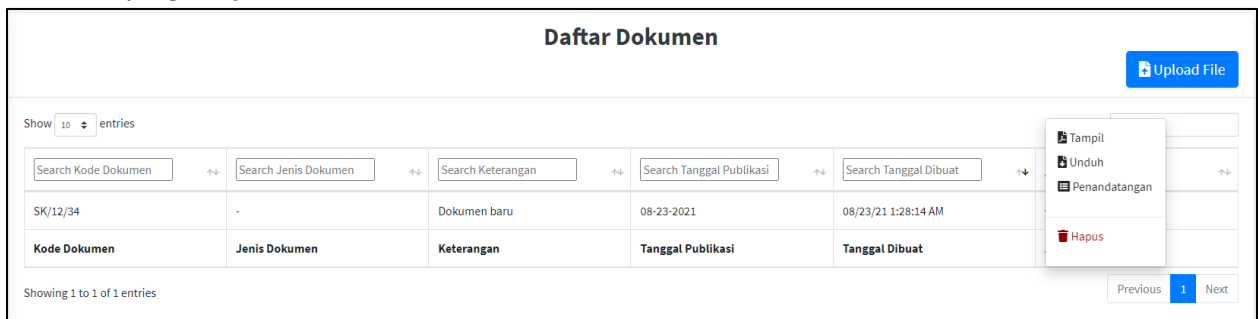 Daftar Dokumen
Upload File
Show 10 entries
Tampil
Unduh
Penandatangan
Hapus
Search Kode Dokumen Search Jenis Dokumen Search Keterangan Search Tanggal Publikasi Search Tanggal Dibuat
SK/12/34 - Dokumen baru 08-23-2021 08/23/21 1:28:14 AM
Kode Dokumen Jenis Dokumen Keterangan Tanggal Publikasi Tanggal Dibuat
Showing 1 to 1 of 1 entries
Previous 1 Next